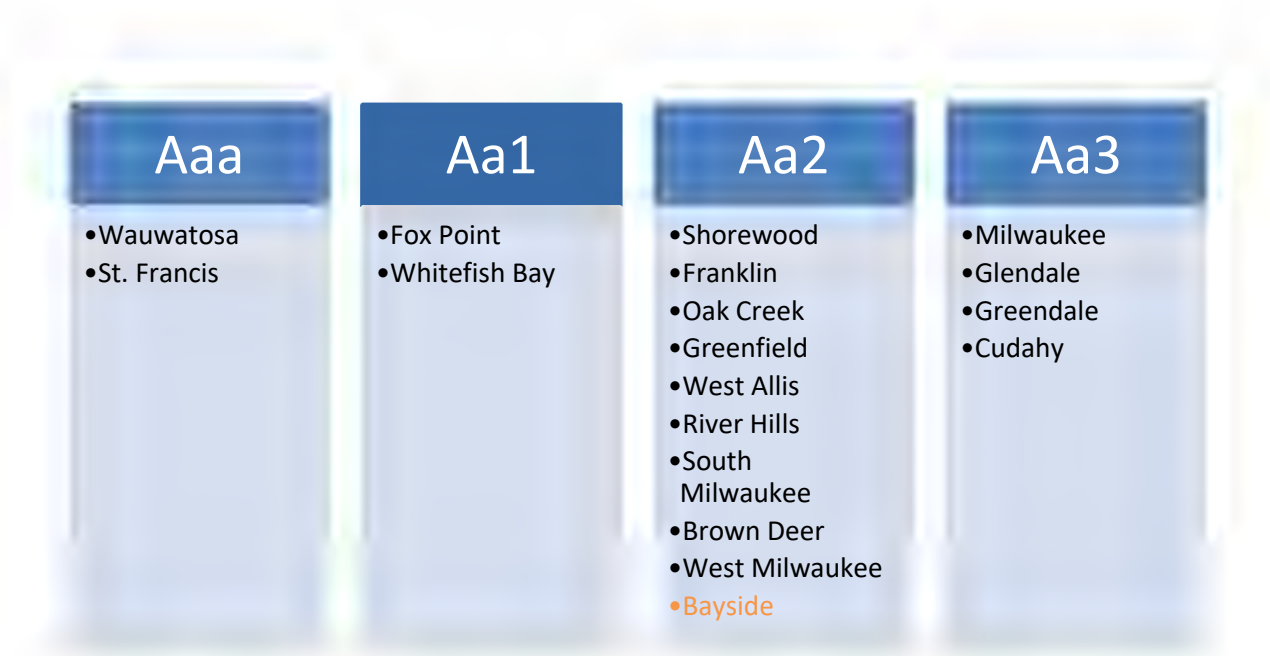 Aaa
•Wauwatosa
•St. Francis
Aa1
•Fox Point
•Whitefish Bay
Aa2
•Shorewood
•Franklin
•Oak Creek
•Greenfield
•West Allis
•River Hills
•South
Milwaukee
•Brown Deer
•West Milwaukee
•Bayside
Aa3
•Milwaukee
•Glendale
•Greendale
•Cudahy